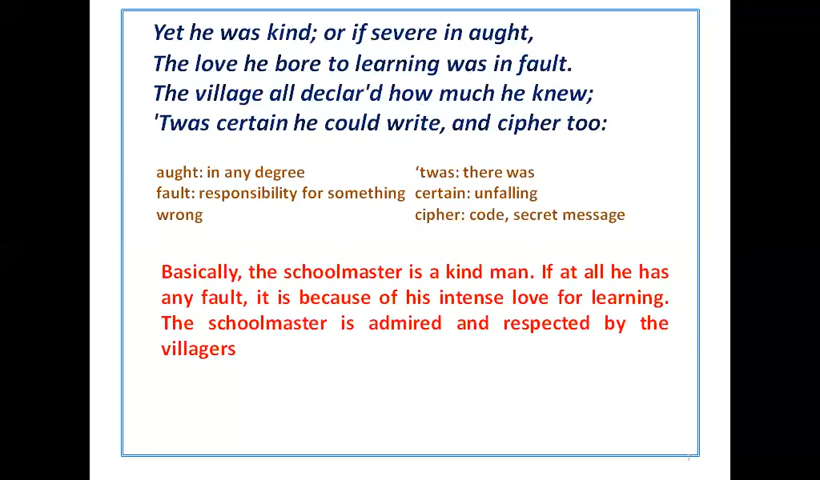 Yet he was kind; or if severe in aught,
The love he bore to learning was in fault.
The village all declar'd how much he knew;
'Twas certain he could write, and cipher too:
aught: in any degree
fault: responsibility for something
wrong
‘twas: there was
certain: unfalling
cipher: code, secret message
Basically, the schoolmaster is a kind man. If at all he has
any fault, it is because of his intense love for learning.
The schoolmaster is admired and respected by the
villagers